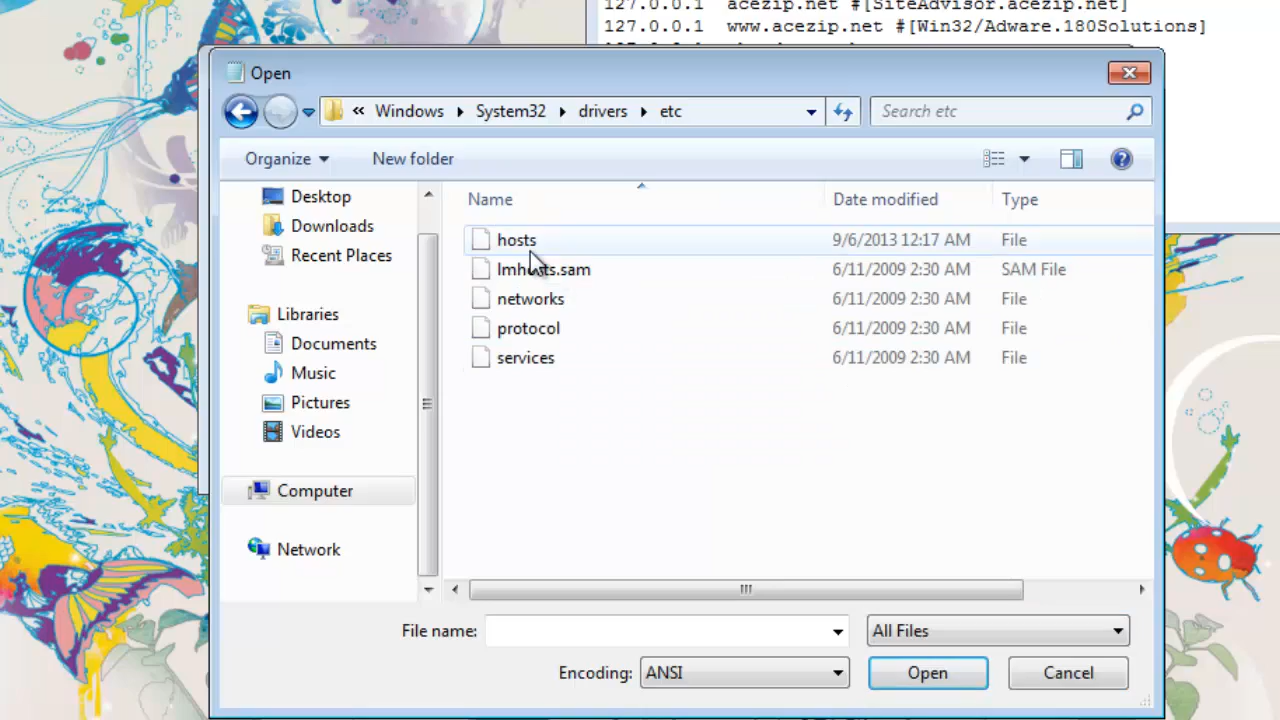 127.0.0.1  acezip.net #[SiteAdvisor.acezip.net]
127.0.0.1  www.acezip.net #[Win32/Adware.180Solutions]
Open
« Windows System32 drivers etc
Search etc
Organize New folder
Name Date modified Type
Desktop
Downloads
Recent Places
Libraries
Documents
Music
Pictures
Videos
Computer
Network
hosts 9/6/2013 12:17 AM File
lmhosts.sam 6/11/2009 2:30 AM SAM File
networks 6/11/2009 2:30 AM File
protocol 6/11/2009 2:30 AM File
services 6/11/2009 2:30 AM File
File name: All Files
Encoding: ANSI Open Cancel